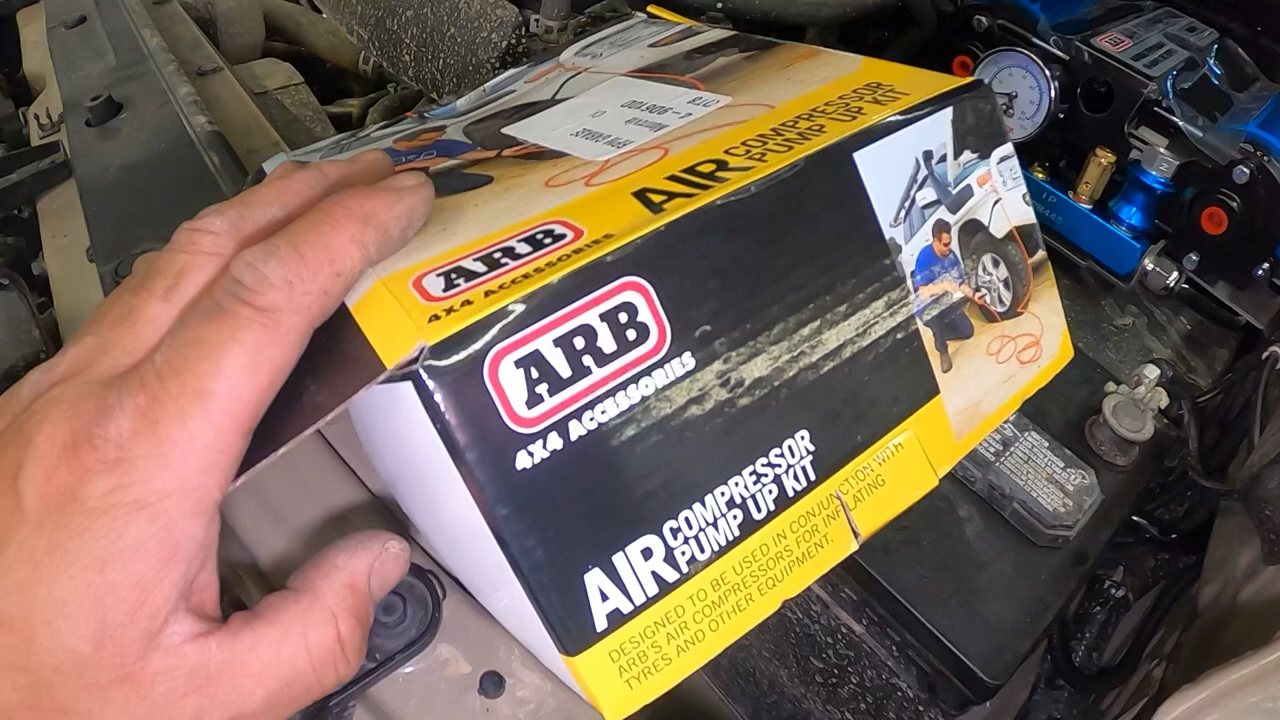 ARB
4X4 ACCESSORIES
AIR COMPRESSOR
PUMP UP KIT
ARB
4X4 ACCESSORIES
AIR COMPRESSOR
PUMP UP KIT
DESIGNED TO BE USED IN CONJUNCTION WITH
ARB'S AIR COMPRESSORS FOR INFLATING
TYRES AND OTHER EQUIPMENT.